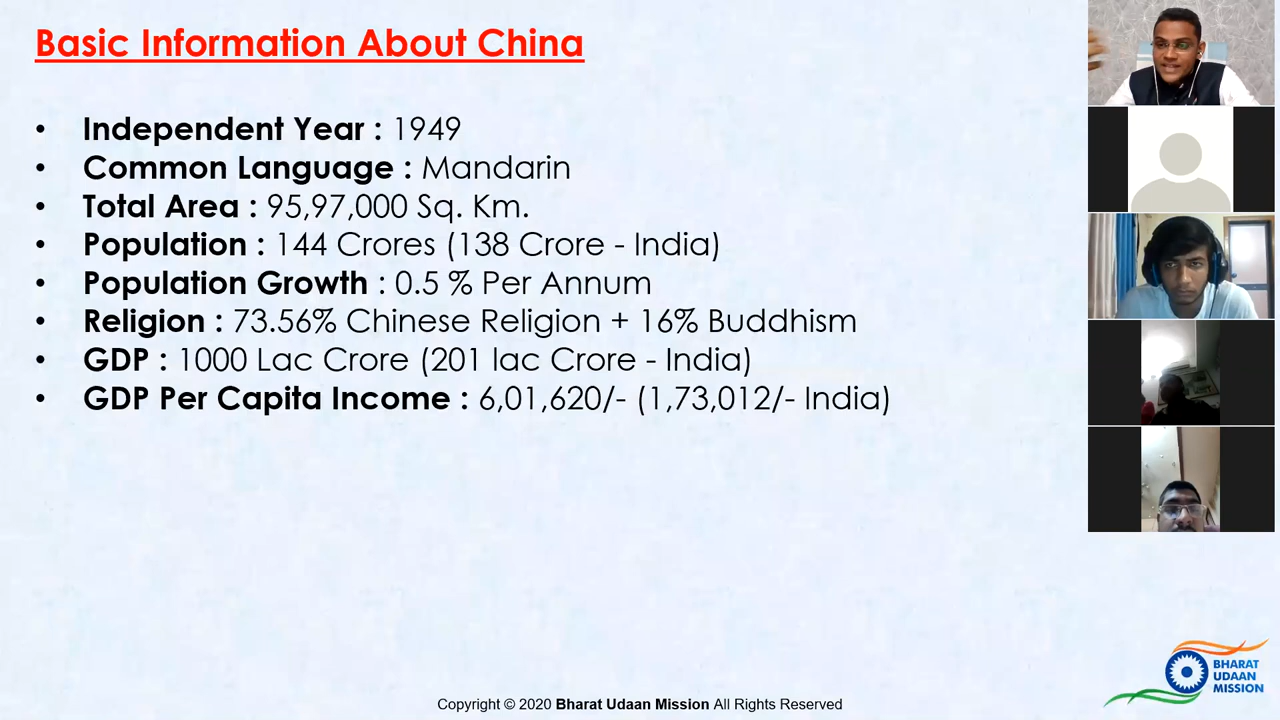 Basic Information About China
• Independent Year : 1949
• Common Language : Mandarin
• Total Area : 95,97,000 Sq. Km.
• Population : 144 Crores (138 Crore - India)
• Population Growth : 0.5 % Per Annum
• Religion : 73.56% Chinese Religion + 16% Buddhism
• GDP : 1000 Lac Crore (201 lac Crore - India)
• GDP Per Capita Income : 6,01,620/- (1,73,012/- India)
BHARAT
UDAAN
MISSION
Copyright © 2020 Bharat Udaan Mission All Rights Reserved